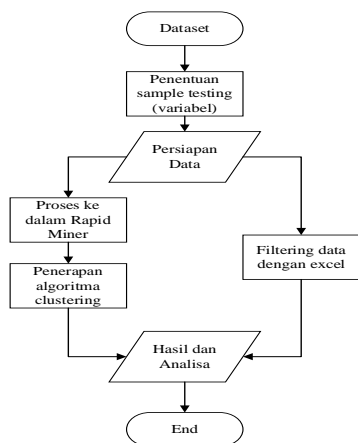 Dataset
Penentuan
sample testing
(variabel)
Persiapan
Data
Proses ke
dalam Rapid
Miner
Penerapan
algoritma
clustering
Filtering data
dengan excel
Hasil dan
Analisa
End